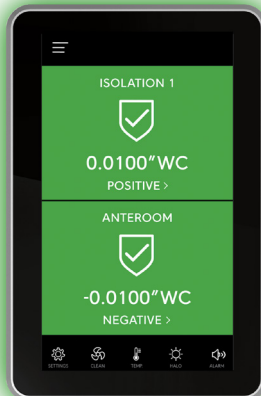 ISOLATION 1
0.0100"WC
POSITIVE >
ANTEROOM
-0.0100"WC
NEGATIVE >
SETTINGS CLEAN TEMP HALO ALARM